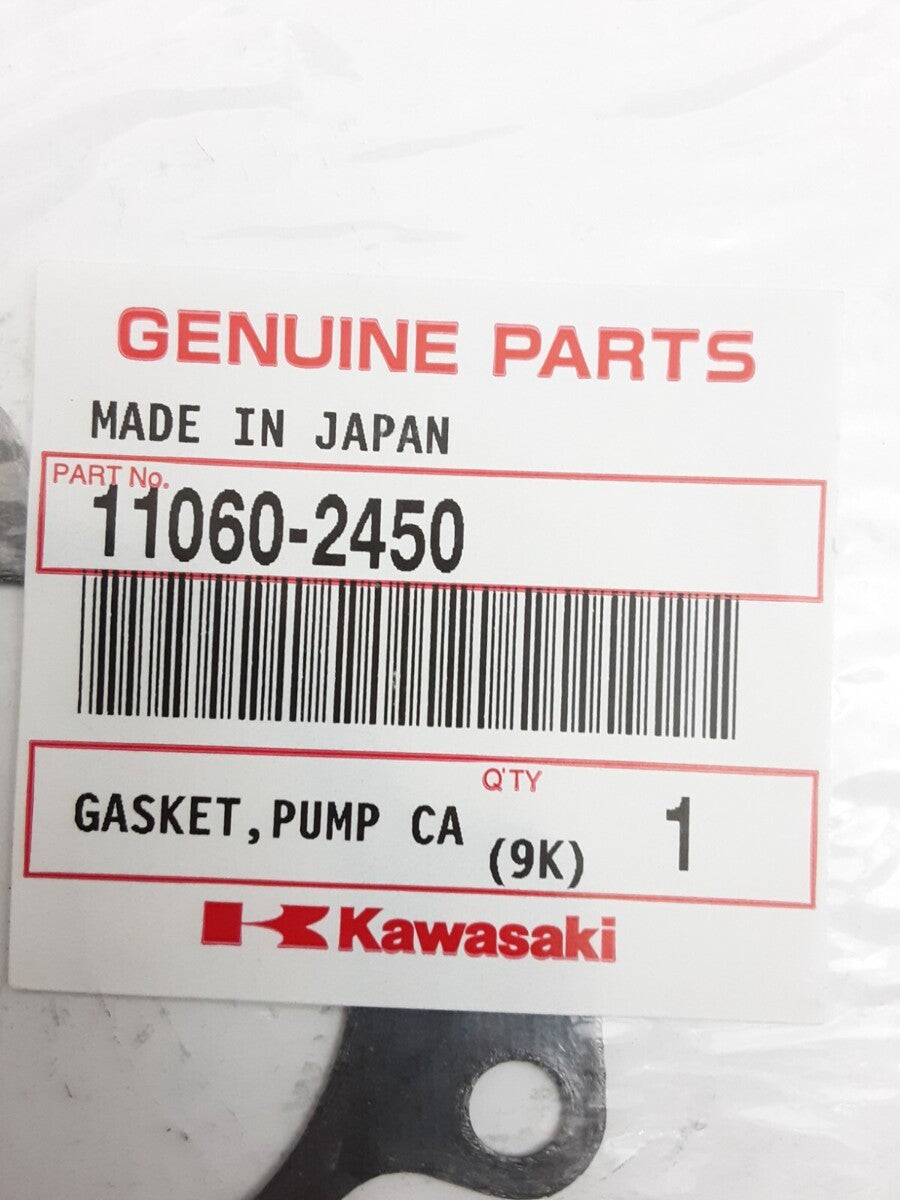 GENUINE PARTS
MADE IN JAPAN
PART No.
11060-2450
Q'TY
GASKET,PUMP CA (9K) 1
Kawasaki